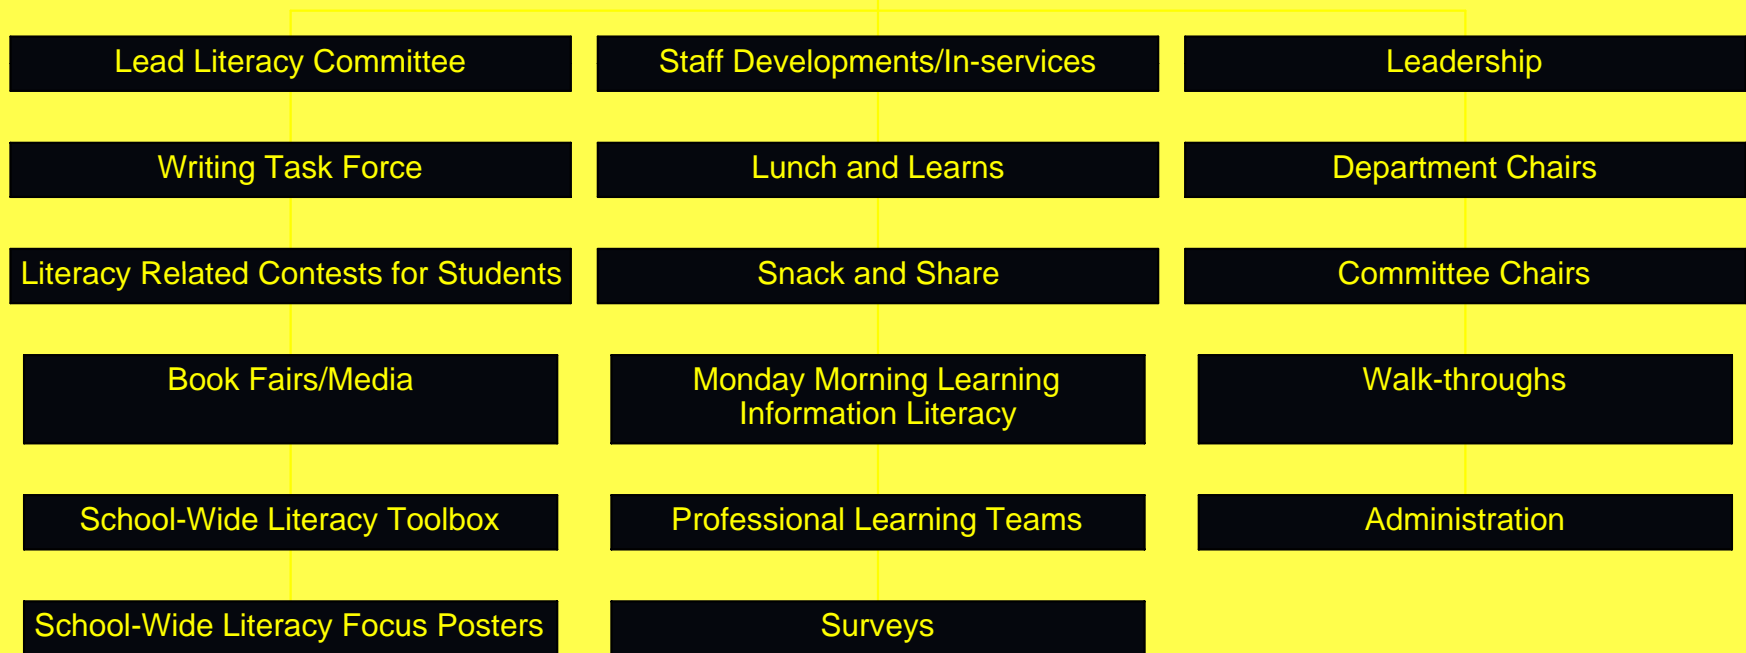 Lead Literacy Committee
Staff Developments/In-services
Leadership
Writing Task Force
Lunch and Learns
Department Chairs
Literacy Related Contests for Students
Snack and Share
Committee Chairs
Book Fairs/Media
Monday Morning Learning
Information Literacy
Walk-throughs
School-Wide Literacy Toolbox
Professional Learning Teams
Administration
School-Wide Literacy Focus Posters
Surveys